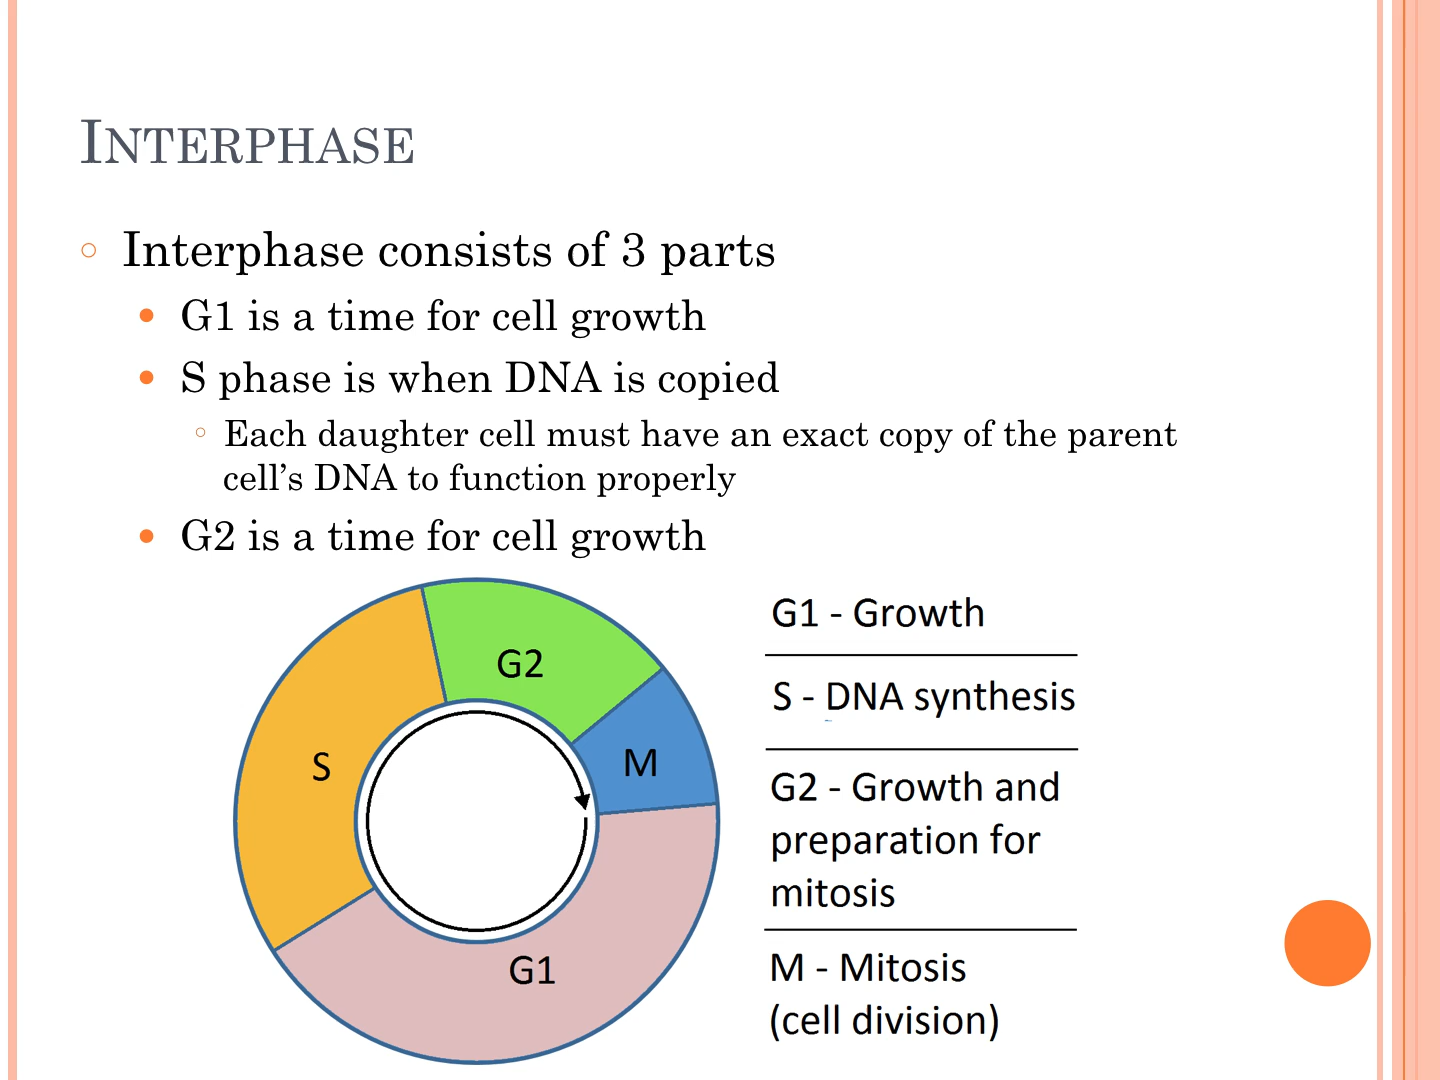 INTERPHASE
Interphase consists of 3 parts
G1 is a time for cell growth
S phase is when DNA is copied
Each daughter cell must have an exact copy of the parent
cell’s DNA to function properly
G2 is a time for cell growth
G2
M
S
G1
G1 - Growth
S - DNA synthesis
G2 - Growth and
preparation for
mitosis
M - Mitosis
(cell division)